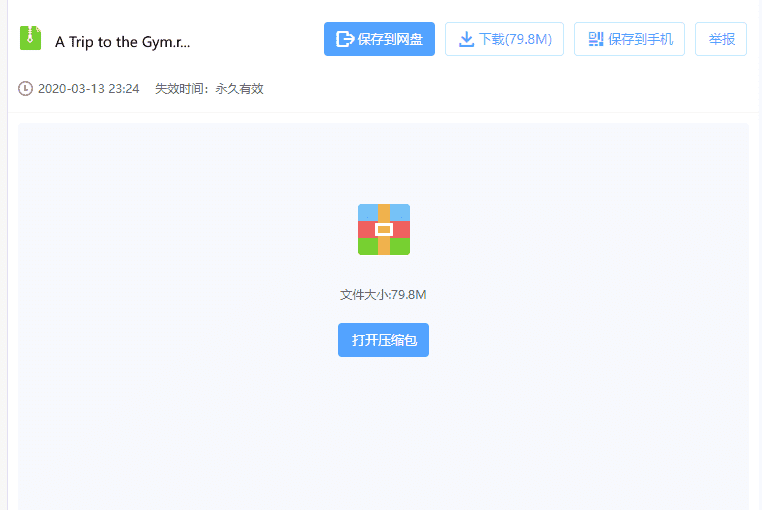 A Trip to the Gym.r... 保存到网盘 下载(79.8M) 保存到手机 举报
2020-03-13 23:24 失效时间：永久有效
文件大小:79.8M
打开压缩包